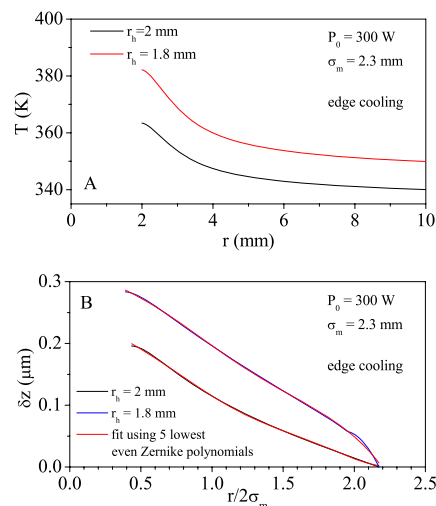 r_h=2 mm
r_h = 1.8 mm
P_0 = 300 W
σ_m = 2.3 mm
edge cooling
400
380
360
340
T (K)
A
0 2 4 6 8 10
r (mm)
0.3
0.2
0.1
0.0
δz (μm)
B
P_0 = 300 W
σ_m = 2.3 mm
edge cooling
r_h = 2 mm
r_h = 1.8 mm
fit using 5 lowest
even Zernike polynomials
0.0 0.5 1.0 1.5 2.0 2.5
r/2σ_m